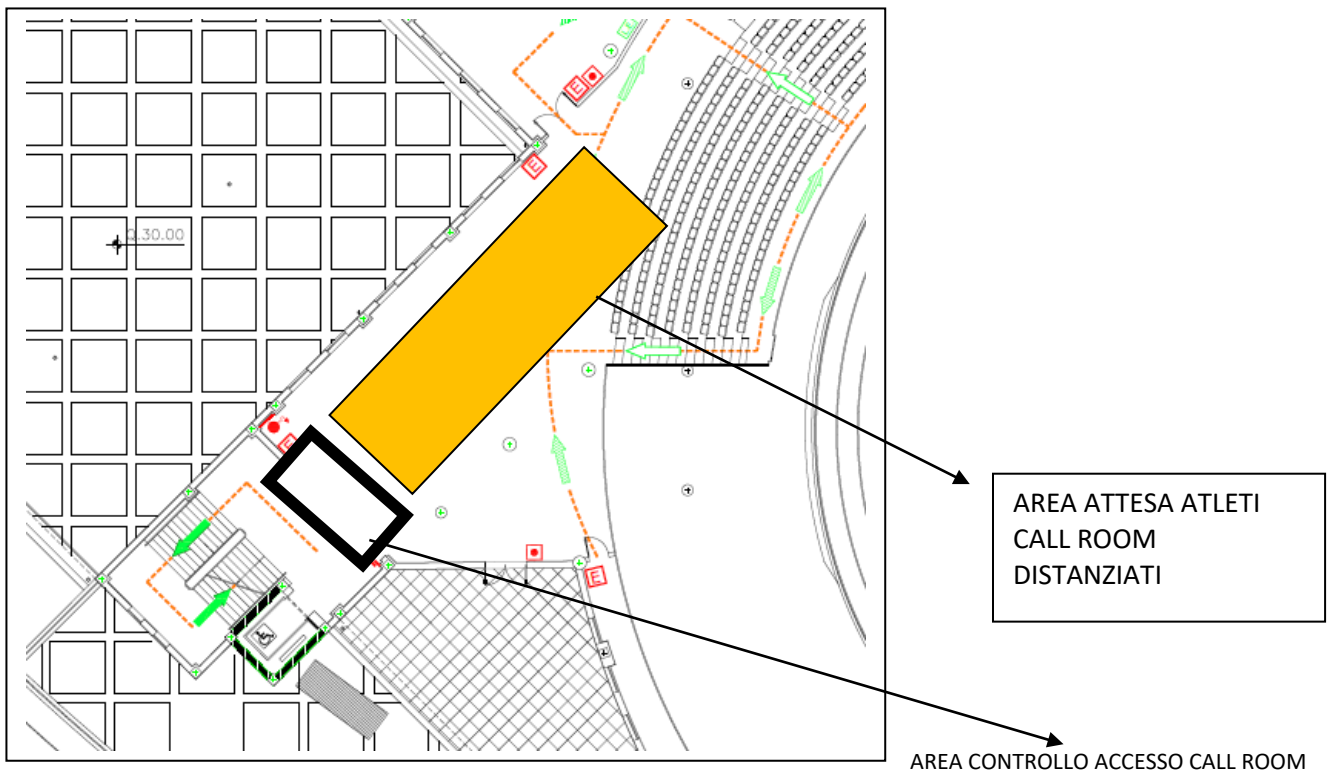 E
E
Q.30.00
E
AREA ATTESA ATLETI
CALL ROOM
DISTANZIATI
E
AREA CONTROLLO ACCESSO CALL ROOM